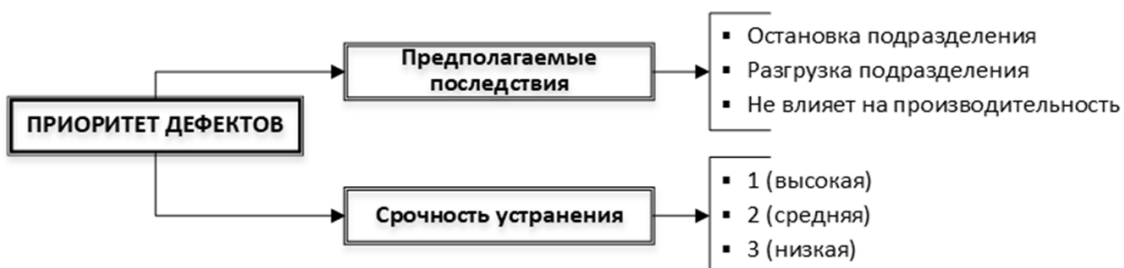 ПРИОРИТЕТ ДЕФЕКТОВ
Предполагаемые
последствия
▪ Остановка подразделения
▪ Разгрузка подразделения
▪ Не влияет на производительность
Срочность устранения
▪ 1 (высокая)
▪ 2 (средняя)
▪ 3 (низкая)